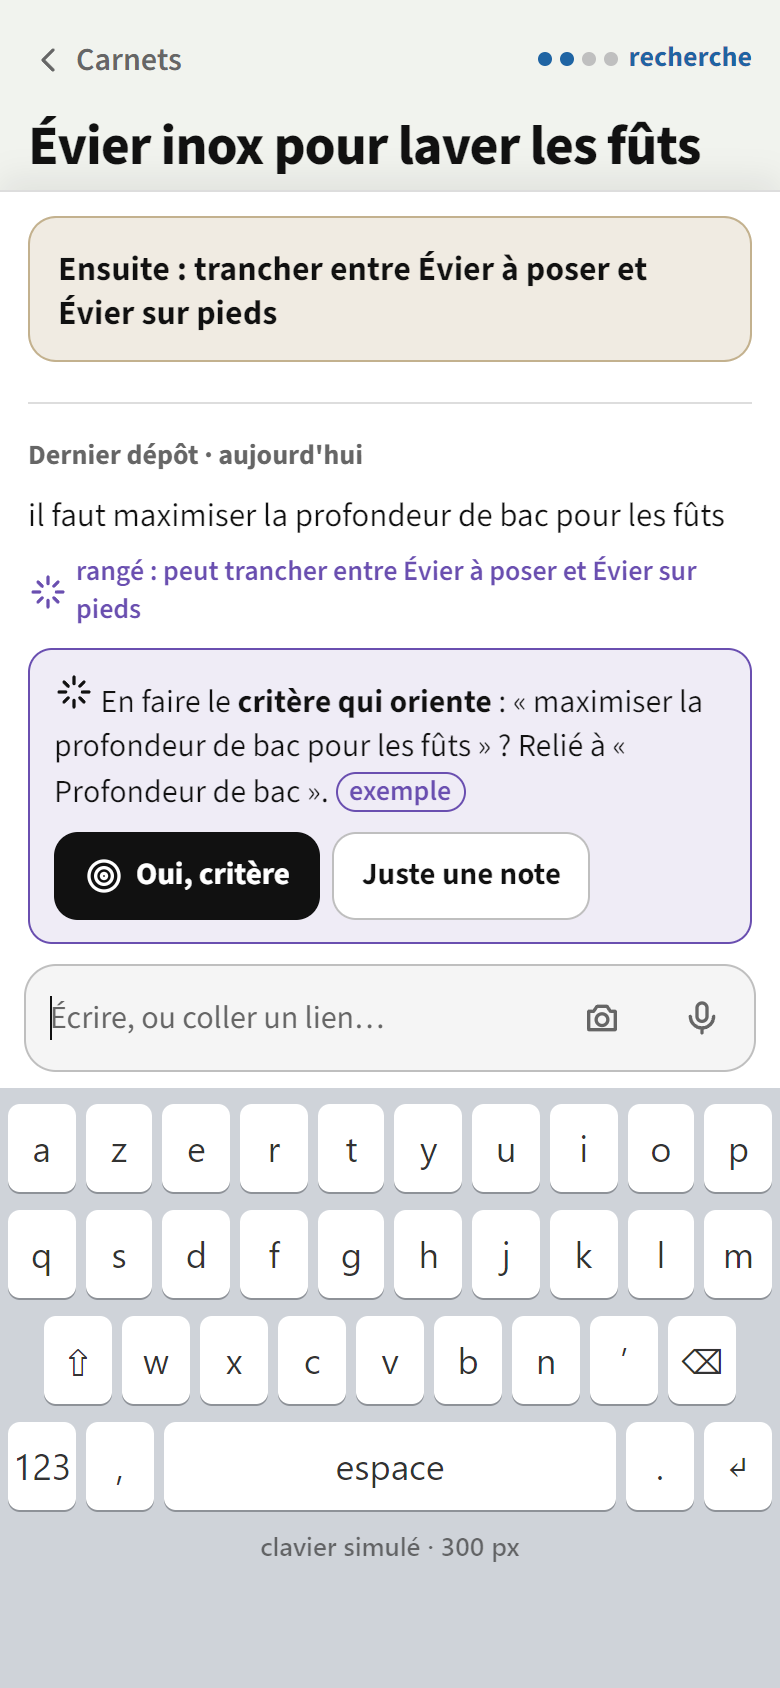 Carnets
recherche
Évier inox pour laver les fûts
Ensuite : trancher entre Évier à poser et
Évier sur pieds
Dernier dépôt · aujourd'hui
il faut maximiser la profondeur de bac pour les fûts
rangé : peut trancher entre Évier à poser et Évier sur
pieds
En faire le critère qui oriente : « maximiser la
profondeur de bac pour les fûts » ? Relié à «
Profondeur de bac ». exemple
Oui, critère
Juste une note
Écrire, ou coller un lien…
a z e r t y u i o p
q s d f g h j k l m
⇧ w x c v b n ' ⌫
123 , espace . ↵
clavier simulé · 300 px